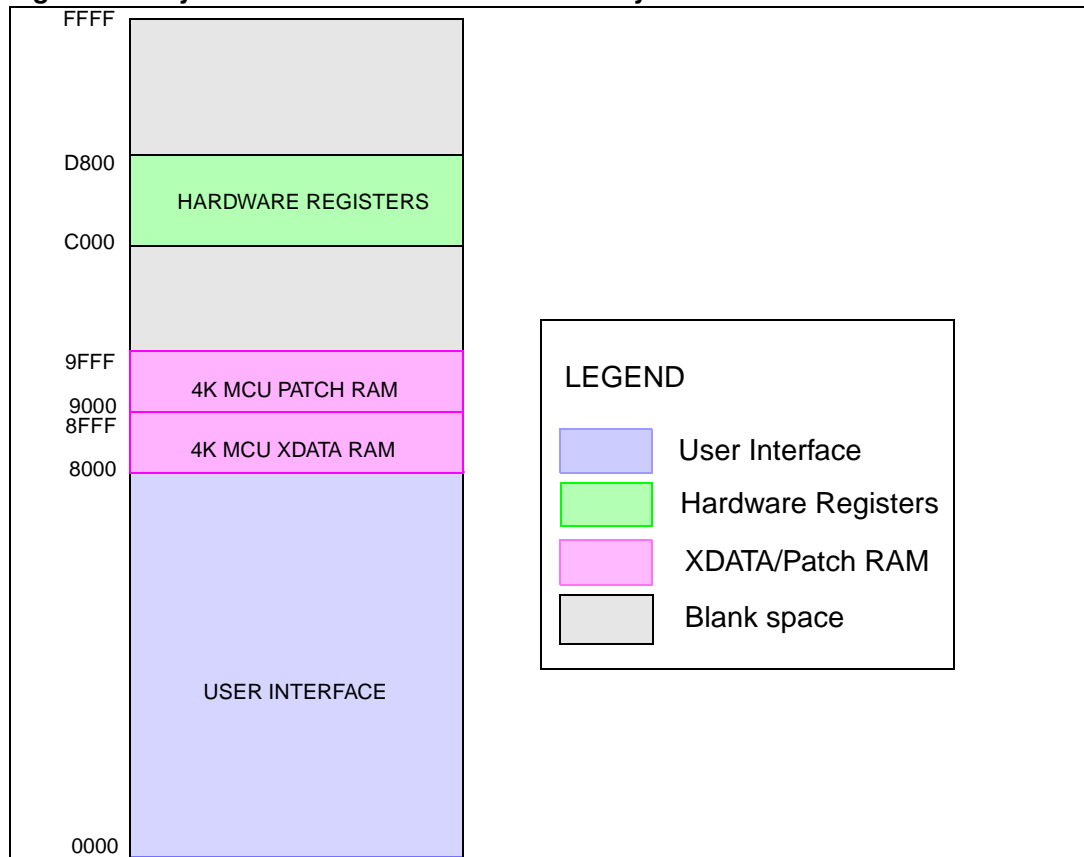 FFFF
D800
HARDWARE REGISTERS
C000
9FFF
4K MCU PATCH RAM
9000
8FFF
4K MCU XDATA RAM
8000
USER INTERFACE
0000
LEGEND
User Interface
Hardware Registers
XDATA/Patch RAM
Blank space